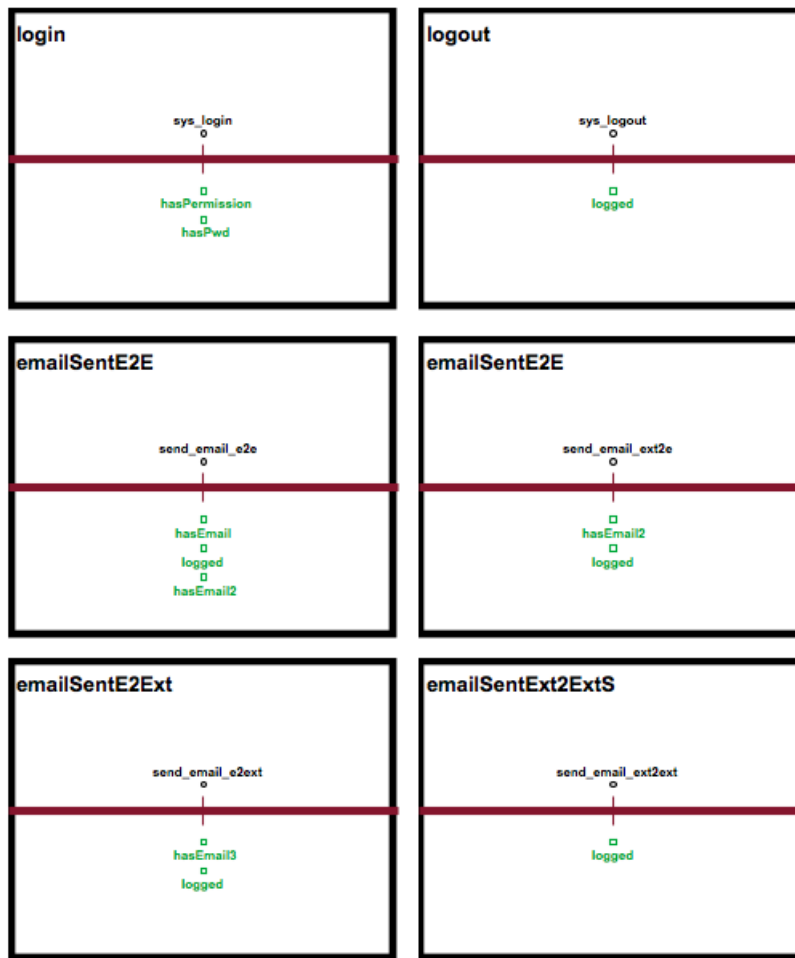 login
sys_login
hasPermission
hasPwd
logout
sys_logout
logged
emailSentE2E
send_email_e2e
hasEmail
logged
hasEmail2
emailSentE2E
send_email_ext2e
hasEmail2
logged
emailSentE2Ext
send_email_e2ext
hasEmail3
logged
emailSentExt2ExtS
send_email_ext2ext
logged